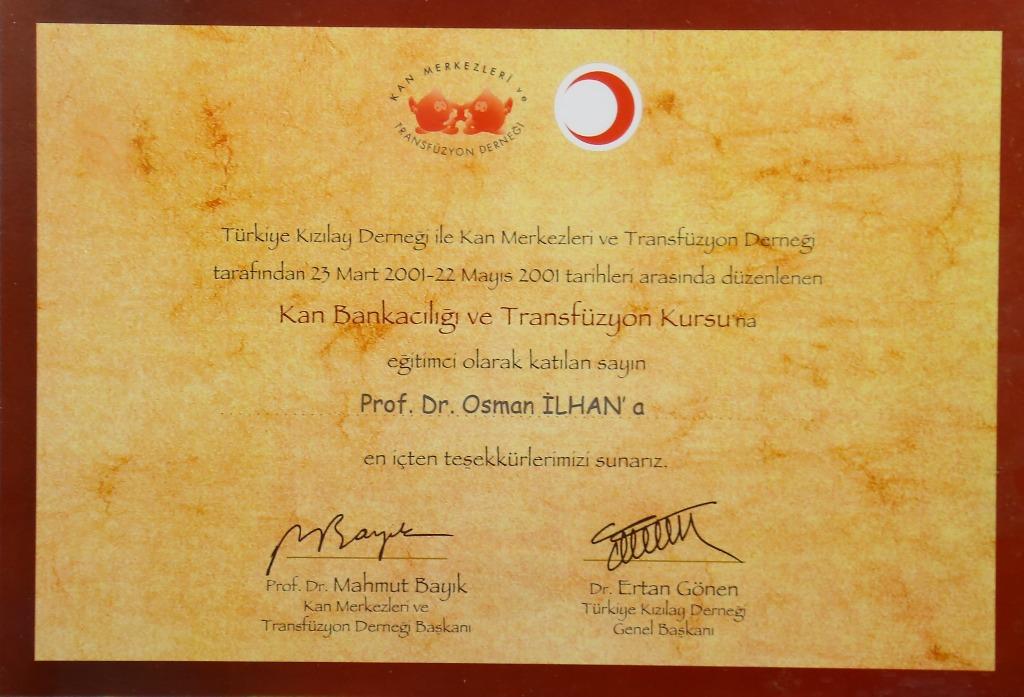 KAN MERKEZLERİ ve
TRANSFÜZYON DERNEĞİ
Türkiye Kızılay Derneği ile Kan Merkezleri ve Transfüzyon Derneği
tarafından 23 Mart 2001-22 Mayıs 2001 tarihleri arasında düzenlenen
Kan Bankacılığı ve Transfüzyon Kursu'na
eğitimci olarak katılan sayın
Prof. Dr. Osman İLHAN' a
en içten teşekkürlerimizi sunarız.
MBayık
Prof. Dr. Mahmut Bayık
Kan Merkezleri ve
Transfüzyon Derneği Başkanı
Dr. Ertan Gönen
Türkiye Kızılay Derneği
Genel Başkanı